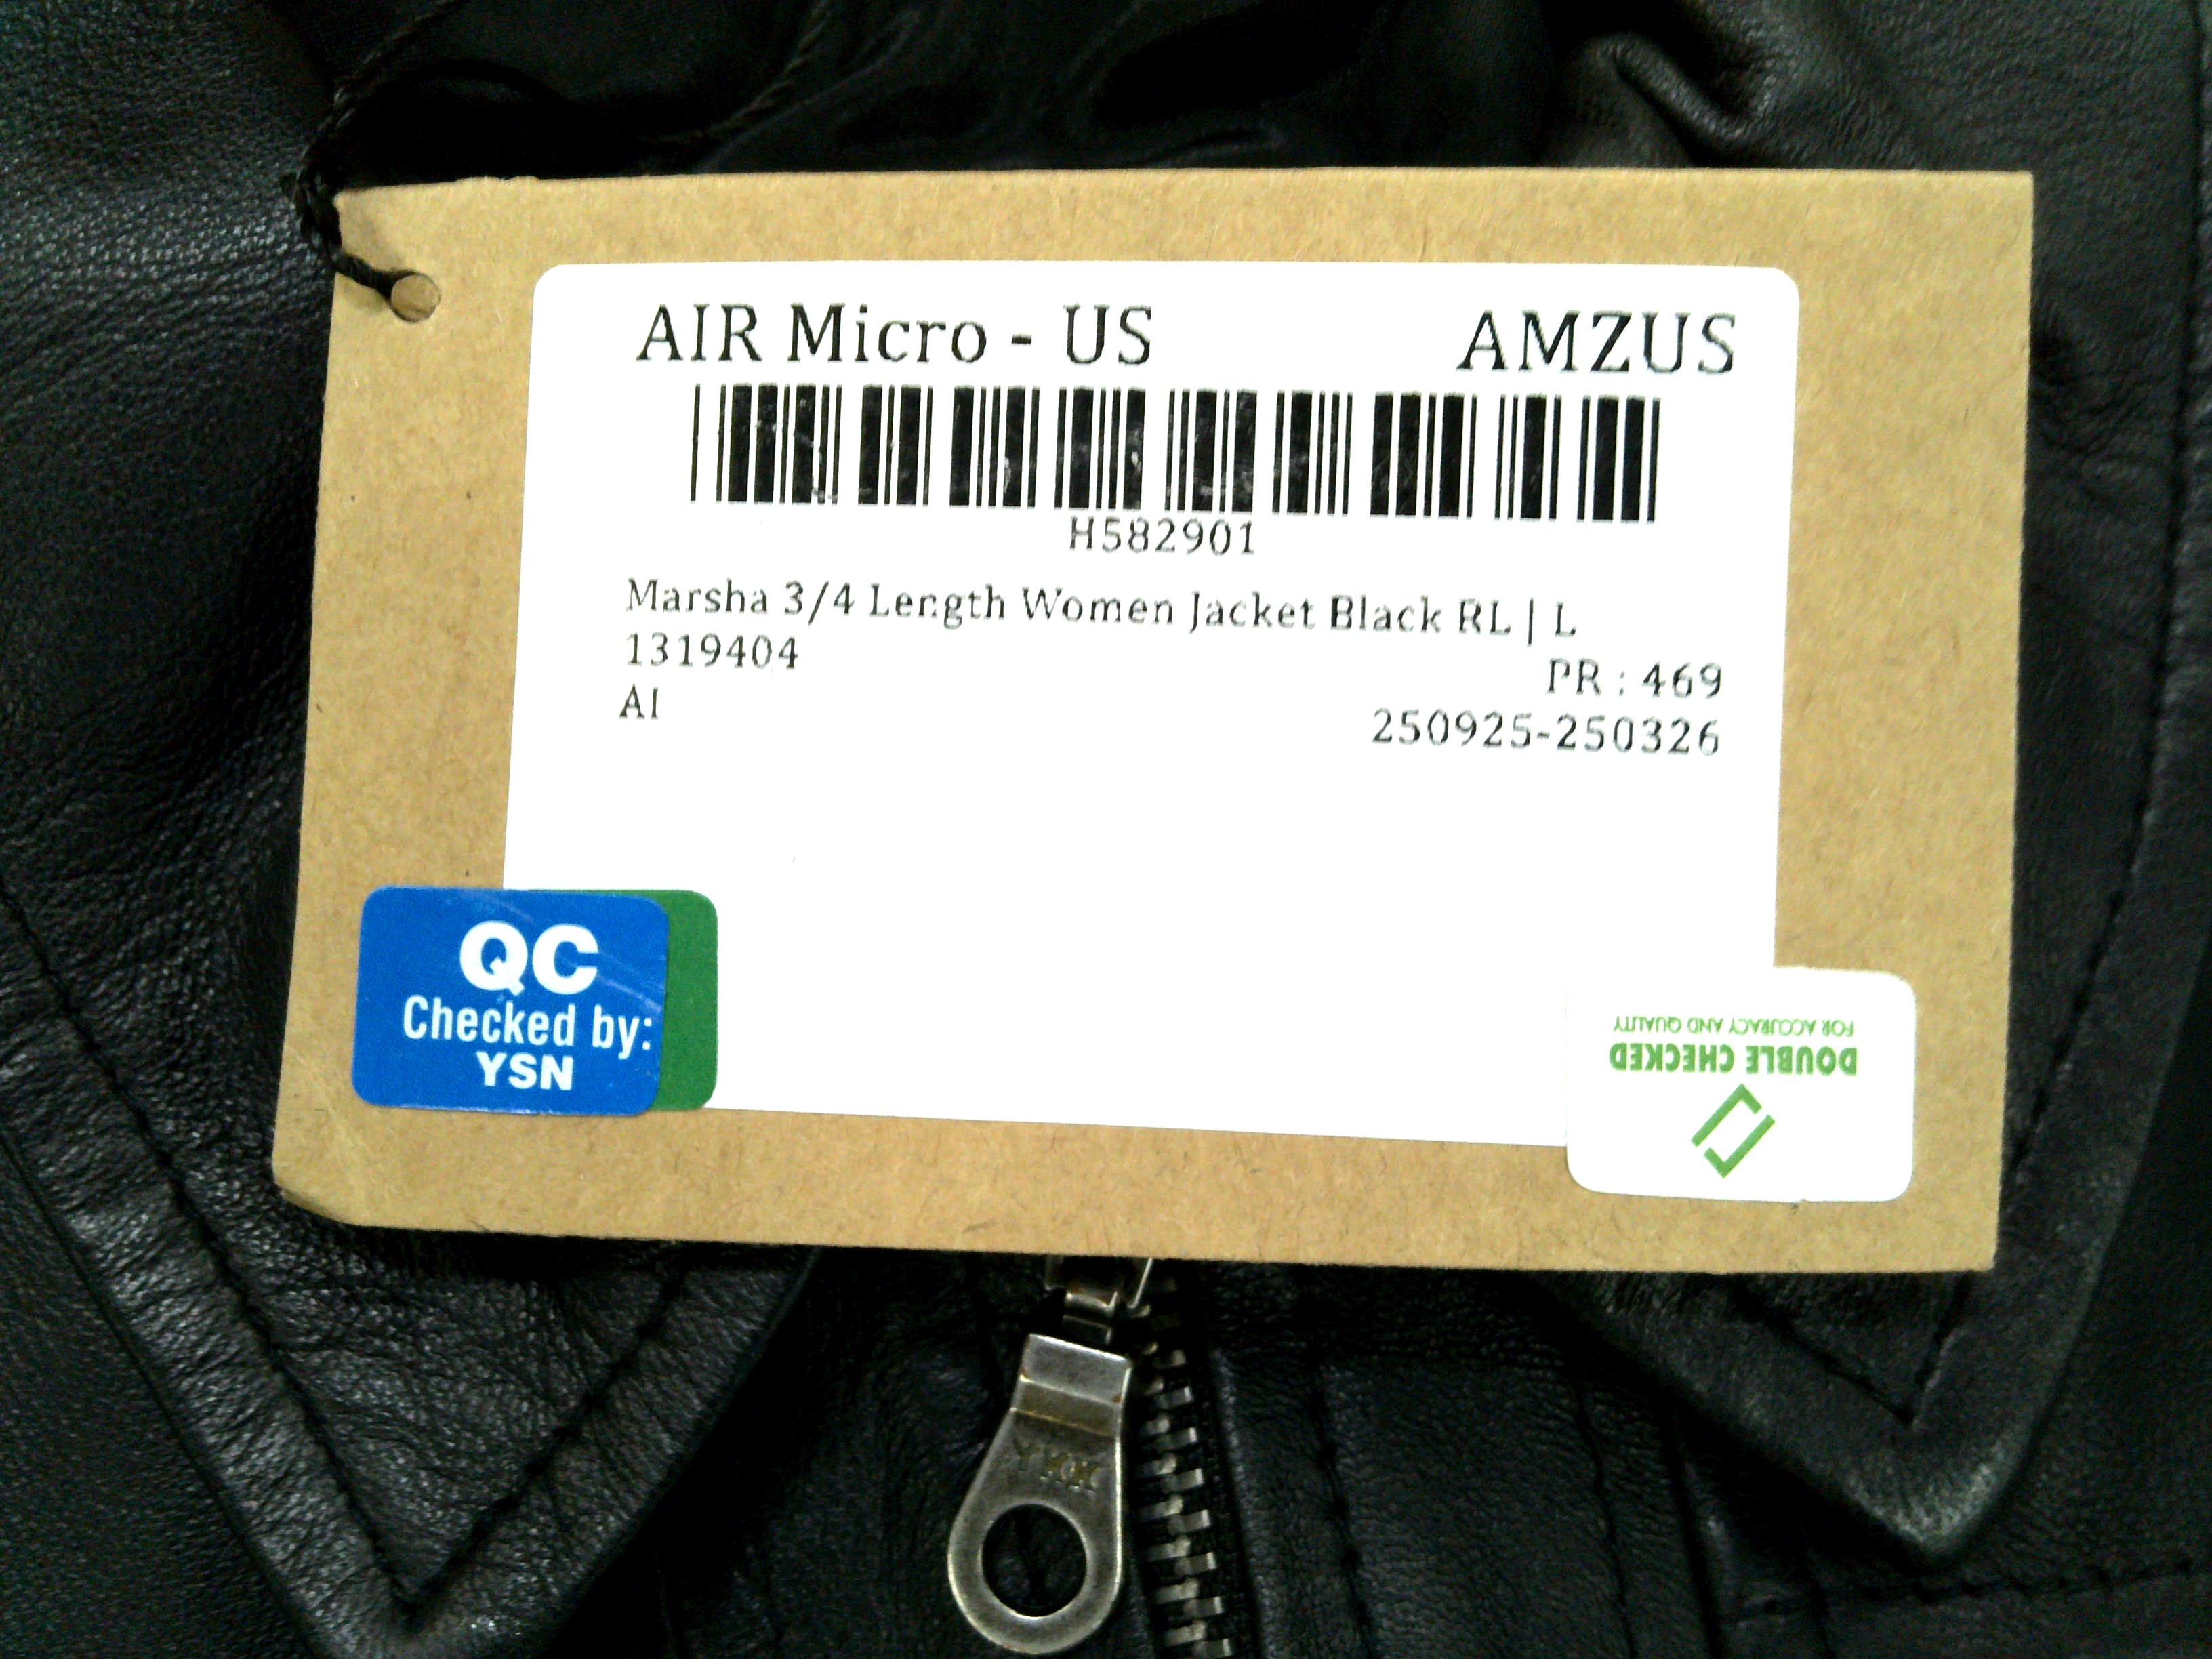 AIR Micro - US
AMZUS
H582901
Marsha 3/4 Length Women Jacket Black RL | L
1319404
PR : 469
AI
250925-250326
QC
Checked by:
YSN
DOUBLE CHECKED
FOR ACCURACY AND QUALITY
YKK